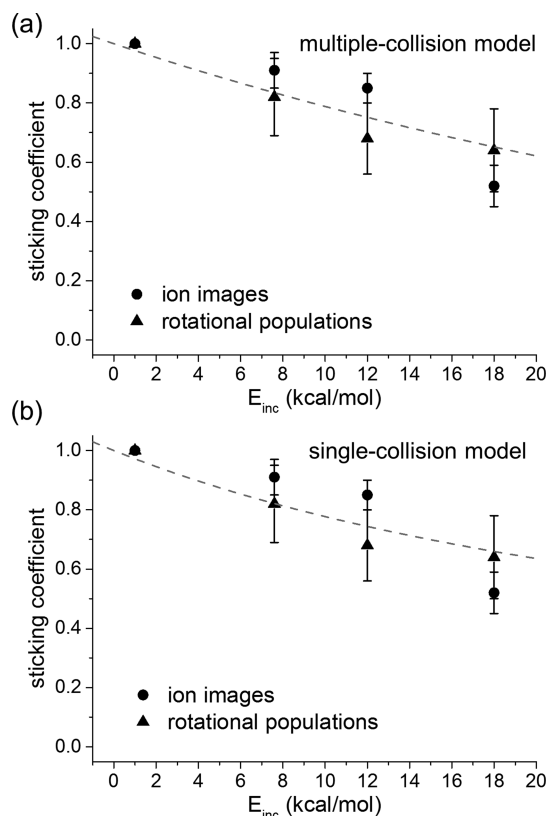 (a)
multiple-collision model
1.0
0.8
0.6
0.4
0.2
0.0
sticking coefficient
ion images
rotational populations
0 2 4 6 8 10 12 14 16 18 20
E_inc (kcal/mol)
(b)
single-collision model
1.0
0.8
0.6
0.4
0.2
0.0
sticking coefficient
ion images
rotational populations
0 2 4 6 8 10 12 14 16 18 20
E_inc (kcal/mol)